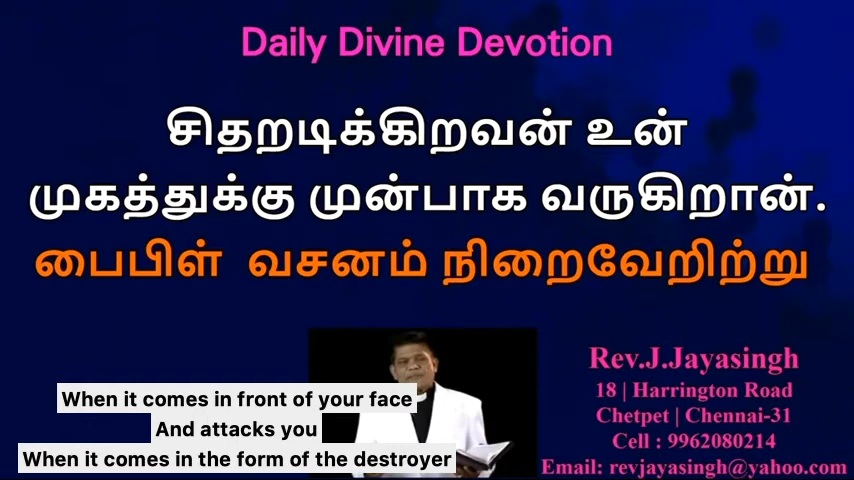 Daily Divine Devotion
சிதறடிக்கிறவன் உன்
முகத்துக்கு முன்பாக வருகிறான்.
பைபிள் வசனம் நிறைவேறிற்று
Rev.J.Jayasingh
18 | Harrington Road
Chetpet | Chennai-31
Cell : 9962080214
Email: revjayasingh@yahoo.com
When it comes in front of your face
And attacks you
When it comes in the form of the destroyer